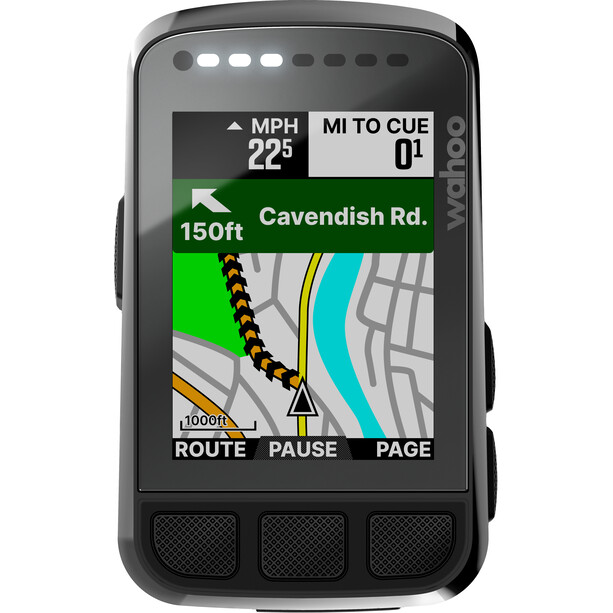 MPH
22⁵
MI TO CUE
0¹
wahoo
150ft
Cavendish Rd.
1000ft
ROUTE PAUSE PAGE